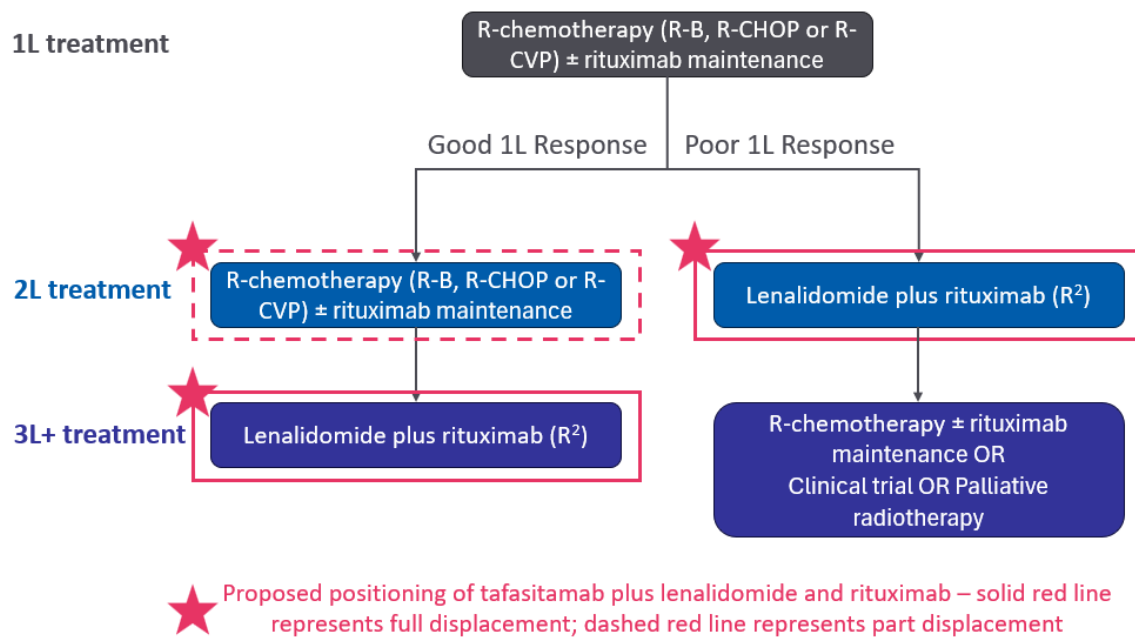 1L treatment
R-chemotherapy (R-B, R-CHOP or R-
CVP) ± rituximab maintenance
Good 1L Response
Poor 1L Response
2L treatment
R-chemotherapy (R-B, R-CHOP or R-
CVP) ± rituximab maintenance
Lenalidomide plus rituximab (R²)
3L+ treatment
Lenalidomide plus rituximab (R²)
R-chemotherapy ± rituximab
maintenance OR
Clinical trial OR Palliative
radiotherapy
Proposed positioning of tafasitamab plus lenalidomide and rituximab – solid red line
represents full displacement; dashed red line represents part displacement